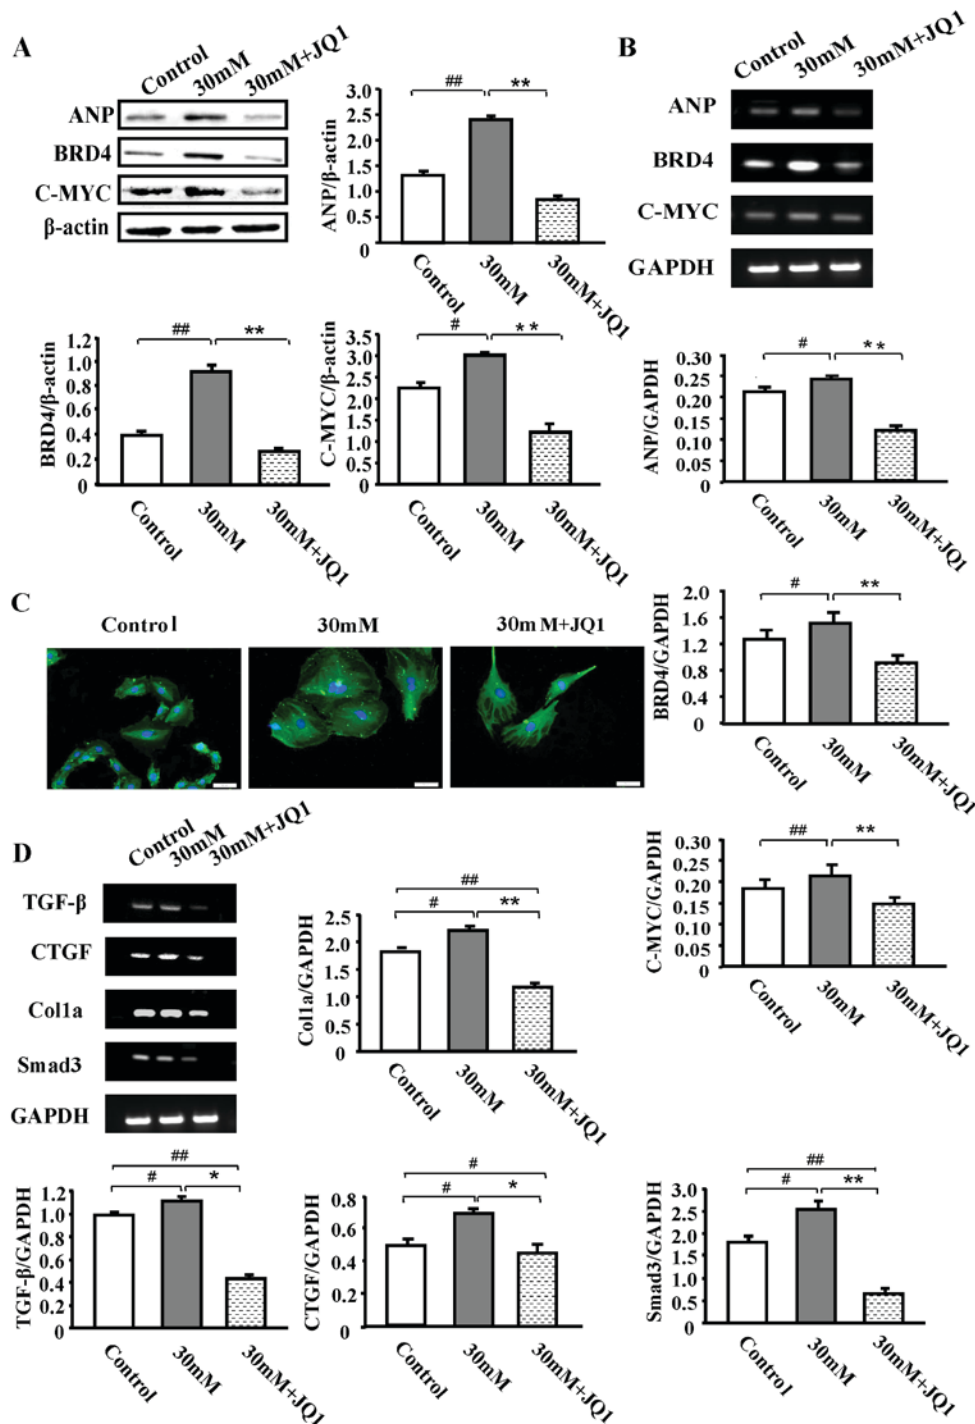 A
Control
30mM
30mM+JQ1
ANP
BRD4
C-MYC
β-actin
ANP/β-actin
3.0
2.5
2.0
1.5
1.0
0.5
0
##
**
Control
30mM
30mM+JQ1
B
Control
30mM
30mM+JQ1
ANP
BRD4
C-MYC
GAPDH
BRD4/β-actin
1.2
1.0
0.8
0.6
0.4
0.2
0
##
**
Control
30mM
30mM+JQ1
C-MYC/β-actin
3.5
3.0
2.5
2.0
1.5
1.0
0.5
0
#
**
Control
30mM
30mM+JQ1
ANP/GAPDH
0.30
0.25
0.20
0.15
0.10
0.05
0
#
**
Control
30mM
30mM+JQ1
C
Control
30mM
30mM+JQ1
BRD4/GAPDH
2.0
1.6
1.2
0.8
0.4
0
#
**
Control
30mM
30mM+JQ1
C-MYC/GAPDH
0.30
0.25
0.20
0.15
0.10
0.05
0
##
**
Control
30mM
30mM+JQ1
D
Control
30mM
30mM+JQ1
TGF-β
CTGF
Col1a
Smad3
GAPDH
Col1a/GAPDH
2.5
2.0
1.5
1.0
0.5
0
##
#
**
Control
30mM
30mM+JQ1
TGF-β/GAPDH
1.2
1.0
0.8
0.6
0.4
0.2
0
##
#
*
Control
30mM
30mM+JQ1
CTGF/GAPDH
0.8
0.6
0.4
0.2
0
#
#
*
Control
30mM
30mM+JQ1
Smad3/GAPDH
3.0
2.5
2.0
1.5
1.0
0.5
0
##
#
**
Control
30mM
30mM+JQ1